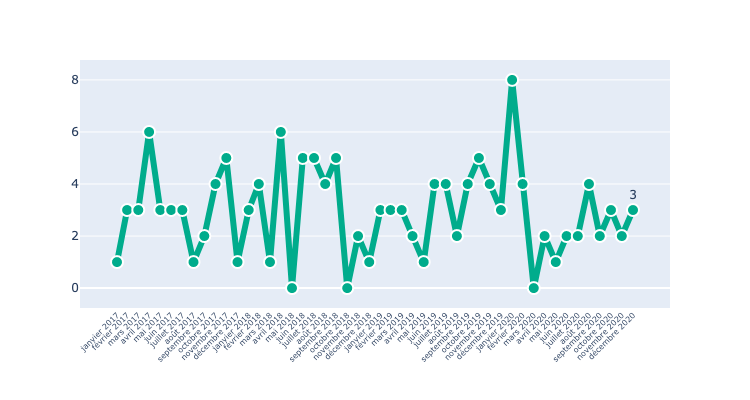 8
6
4
3
2
0
janvier 2017
février 2017
mars 2017
avril 2017
mai 2017
juin 2017
juillet 2017
août 2017
septembre 2017
octobre 2017
novembre 2017
décembre 2017
janvier 2018
février 2018
mars 2018
avril 2018
mai 2018
juin 2018
juillet 2018
août 2018
septembre 2018
octobre 2018
novembre 2018
décembre 2018
janvier 2019
février 2019
mars 2019
avril 2019
mai 2019
juin 2019
juillet 2019
août 2019
septembre 2019
octobre 2019
novembre 2019
décembre 2019
janvier 2020
février 2020
mars 2020
avril 2020
mai 2020
juin 2020
juillet 2020
août 2020
septembre 2020
octobre 2020
novembre 2020
décembre 2020